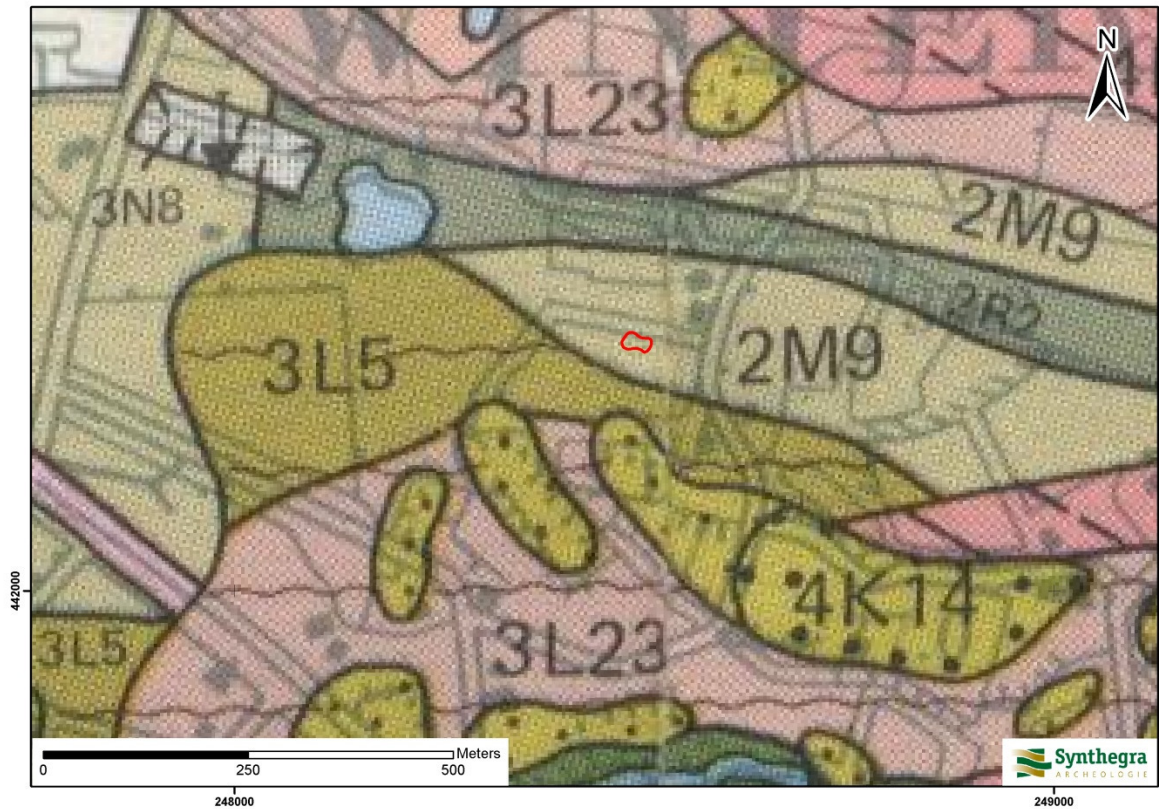 3L23
N
3N8
2M9
2R2
3L5
2M9
4K14
3L23
3L5
442000
Meters
0 250 500
Synthegra
ARCHEOLOGIE
248000 249000